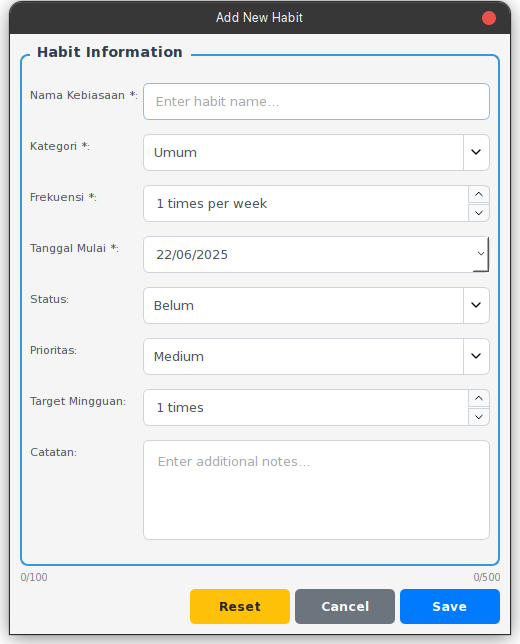 Add New Habit
Habit Information
Nama Kebiasaan *:
Enter habit name...
Kategori *:
Umum
Frekuensi *:
1 times per week
Tanggal Mulai *:
22/06/2025
Status:
Belum
Prioritas:
Medium
Target Mingguan:
1 times
Catatan:
Enter additional notes...
0/100
0/500
Reset
Cancel
Save